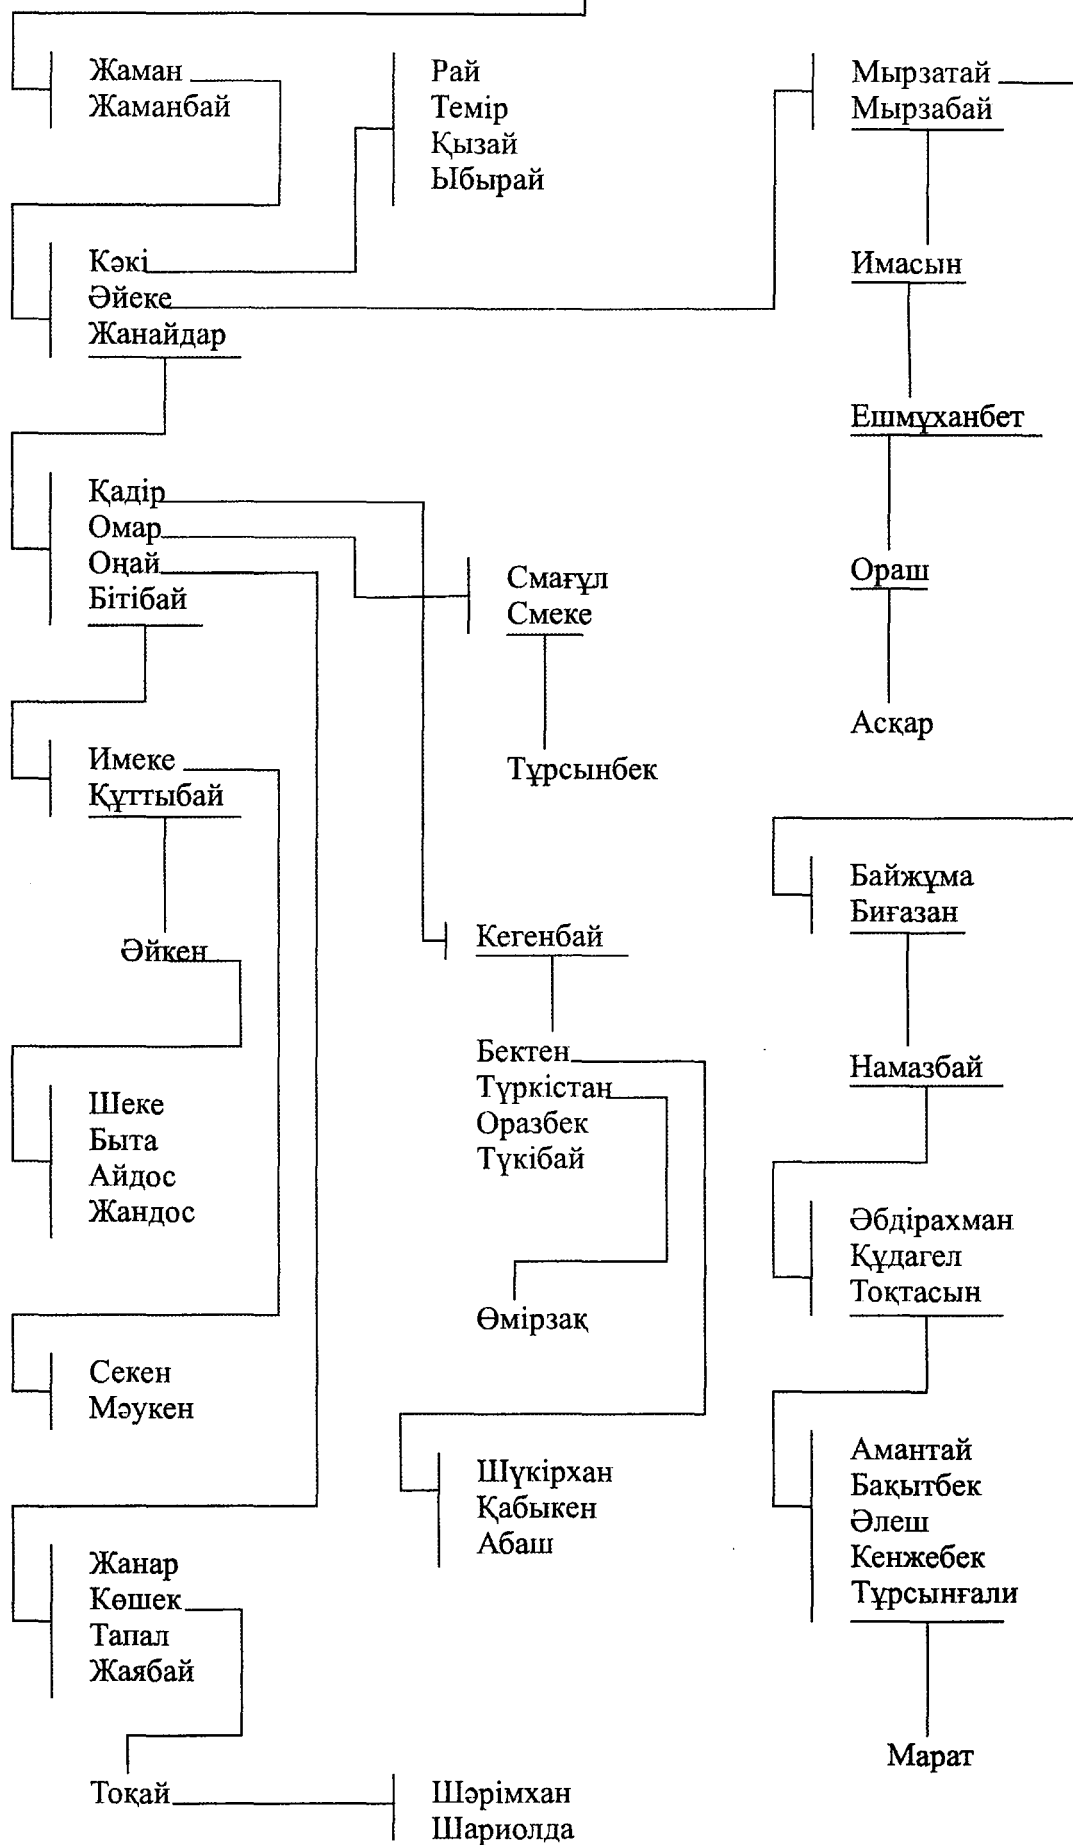 Жаман
Жаманбай
Рай
Темір
Қызай
Ыбырай
Мырзатай
Мырзабай
Кәкі
Әйеке
Жанайдар
Имасын
Ешмұханбет
Қадір
Омар
Оңай
Бітібай
Смағұл
Смеке
Ораш
Асқар
Тұрсынбек
Имеке
Құттыбай
Байжұма
Биғазан
Әйкен
Кегенбай
Бектен
Түркістан
Оразбек
Түкібай
Намазбай
Шеке
Быта
Айдос
Жандос
Әбдірахман
Құдагел
Тоқтасын
Өмірзақ
Секен
Мәукен
Шүкірхан
Қабыкен
Абаш
Амантай
Бақытбек
Әлеш
Кенжебек
Тұрсынғали
Жанар
Көшек
Тапал
Жаябай
Марат
Тоқай
Шәрімхан
Шариолда